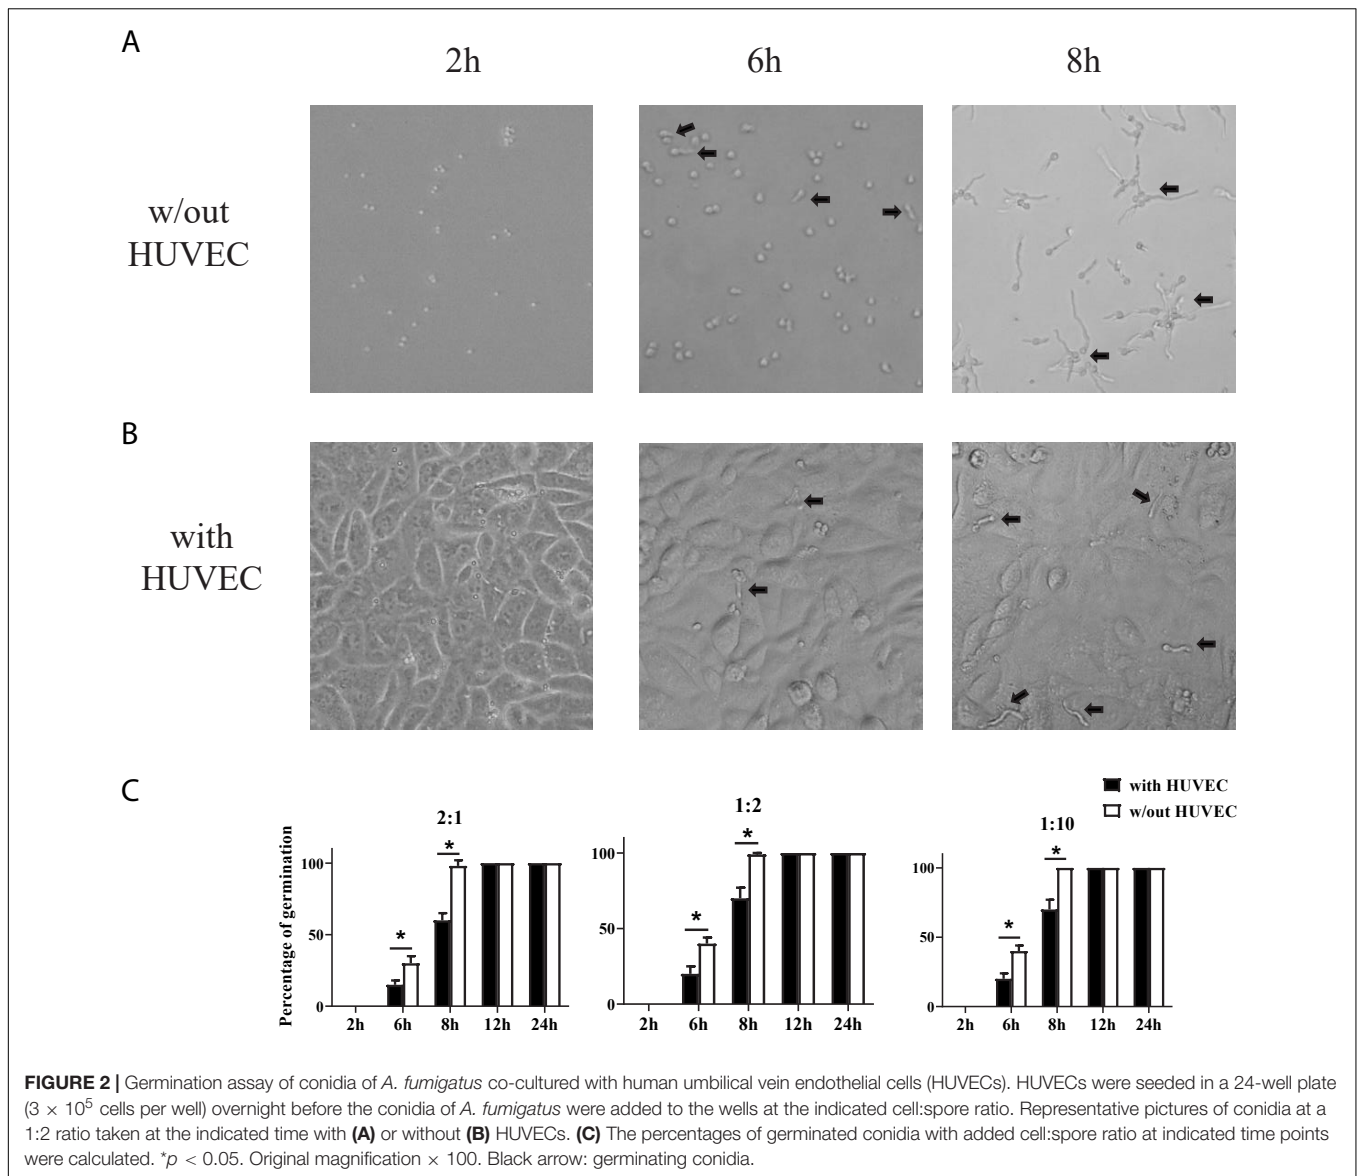 A
2h 6h 8h
w/out
HUVEC
B
with
HUVEC
C
with HUVEC
w/out HUVEC
2:1
1:2
1:10
Percentage of germination
100
50
0
*
*
2h 6h 8h 12h 24h
100
50
0
*
*
2h 6h 8h 12h 24h
100
50
0
*
*
2h 6h 8h 12h 24h
FIGURE 2 | Germination assay of conidia of A. fumigatus co-cultured with human umbilical vein endothelial cells (HUVECs). HUVECs were seeded in a 24-well plate
(3 × 10⁵ cells per well) overnight before the conidia of A. fumigatus were added to the wells at the indicated cell:spore ratio. Representative pictures of conidia at a
1:2 ratio taken at the indicated time with (A) or without (B) HUVECs. (C) The percentages of germinated conidia with added cell:spore ratio at indicated time points
were calculated. *p < 0.05. Original magnification × 100. Black arrow: germinating conidia.